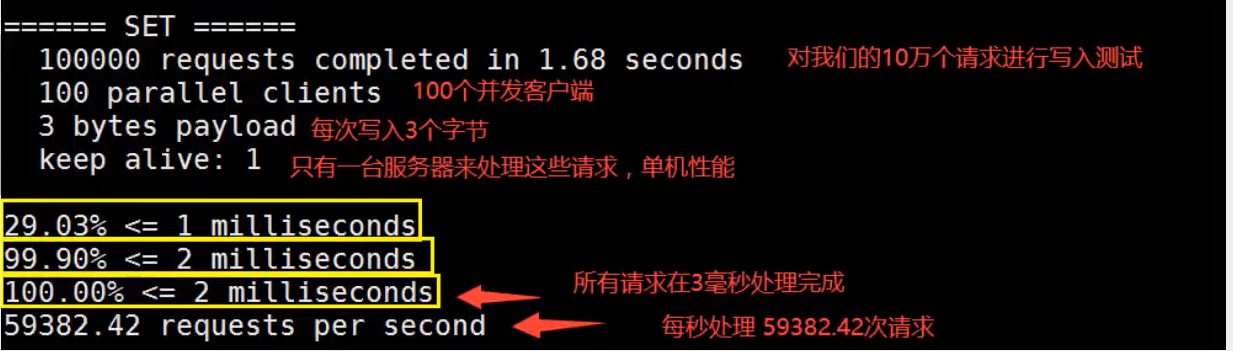 ====== SET ======
100000 requests completed in 1.68 seconds 对我们的10万个请求进行写入测试
100 parallel clients 100个并发客户端
3 bytes payload 每次写入3个字节
keep alive: 1 只有一台服务器来处理这些请求，单机性能
29.03% <= 1 milliseconds
99.90% <= 2 milliseconds
100.00% <= 2 milliseconds 所有请求在3毫秒处理完成
59382.42 requests per second 每秒处理 59382.42次请求